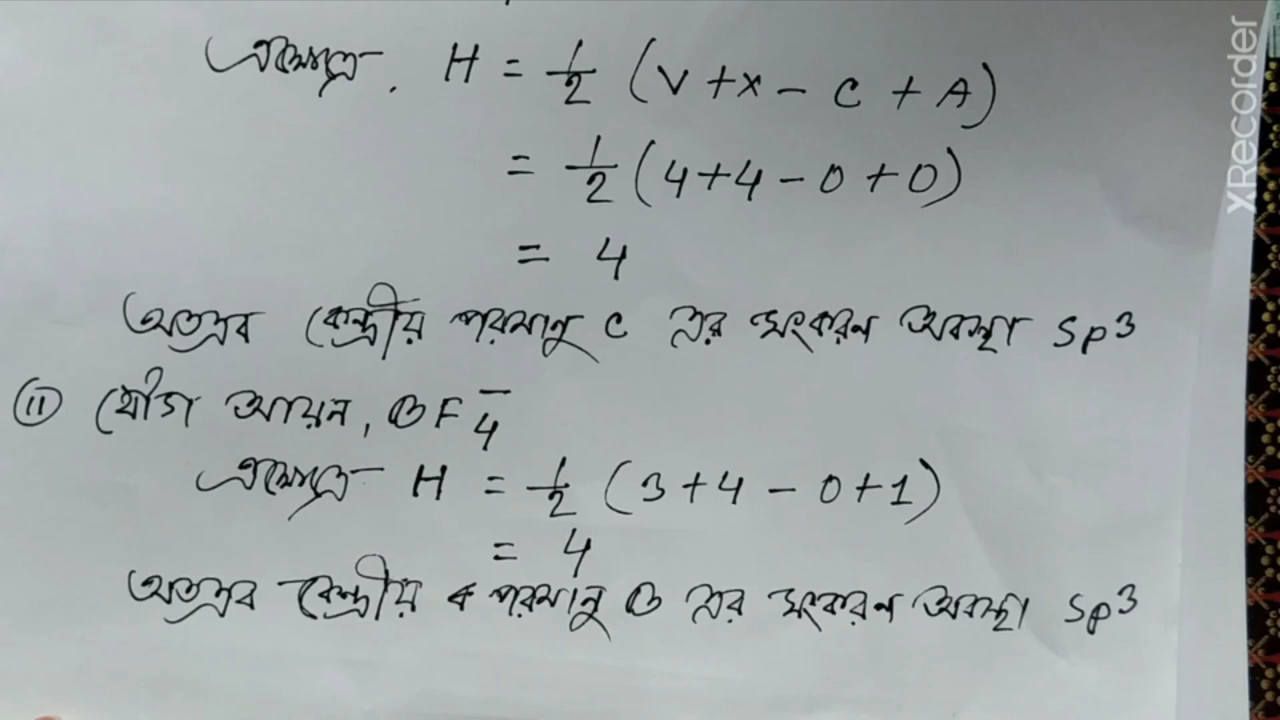 এক্ষেত্রে, H = 1/2 (V + X - C + A)
= 1/2 (4 + 4 - 0 + 0)
= 4
অতএব কেন্দ্রীয় পরমাণু C এর সংকরণ অবস্থা sp³
(ii) যৌগ আয়ন, BF₄⁻
এক্ষেত্রে H = 1/2 (3 + 4 - 0 + 1)
= 4
অতএব কেন্দ্রীয় পরমাণু B এর সংকরণ অবস্থা sp³
XRecorder